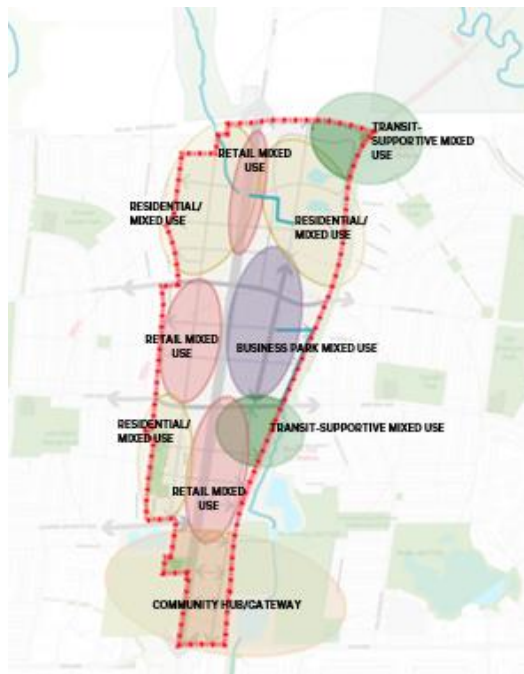 TRANSIT-
SUPPORTIVE MIXED
USE
RETAIL MIXED
USE
RESIDENTIAL/
MIXED USE
RESIDENTIAL/
MIXED USE
RETAIL MIXED
USE
BUSINESS PARK MIXED USE
RESIDENTIAL/
MIXED USE
TRANSIT-SUPPORTIVE MIXED USE
RETAIL MIXED
USE
COMMUNITY HUB/GATEWAY